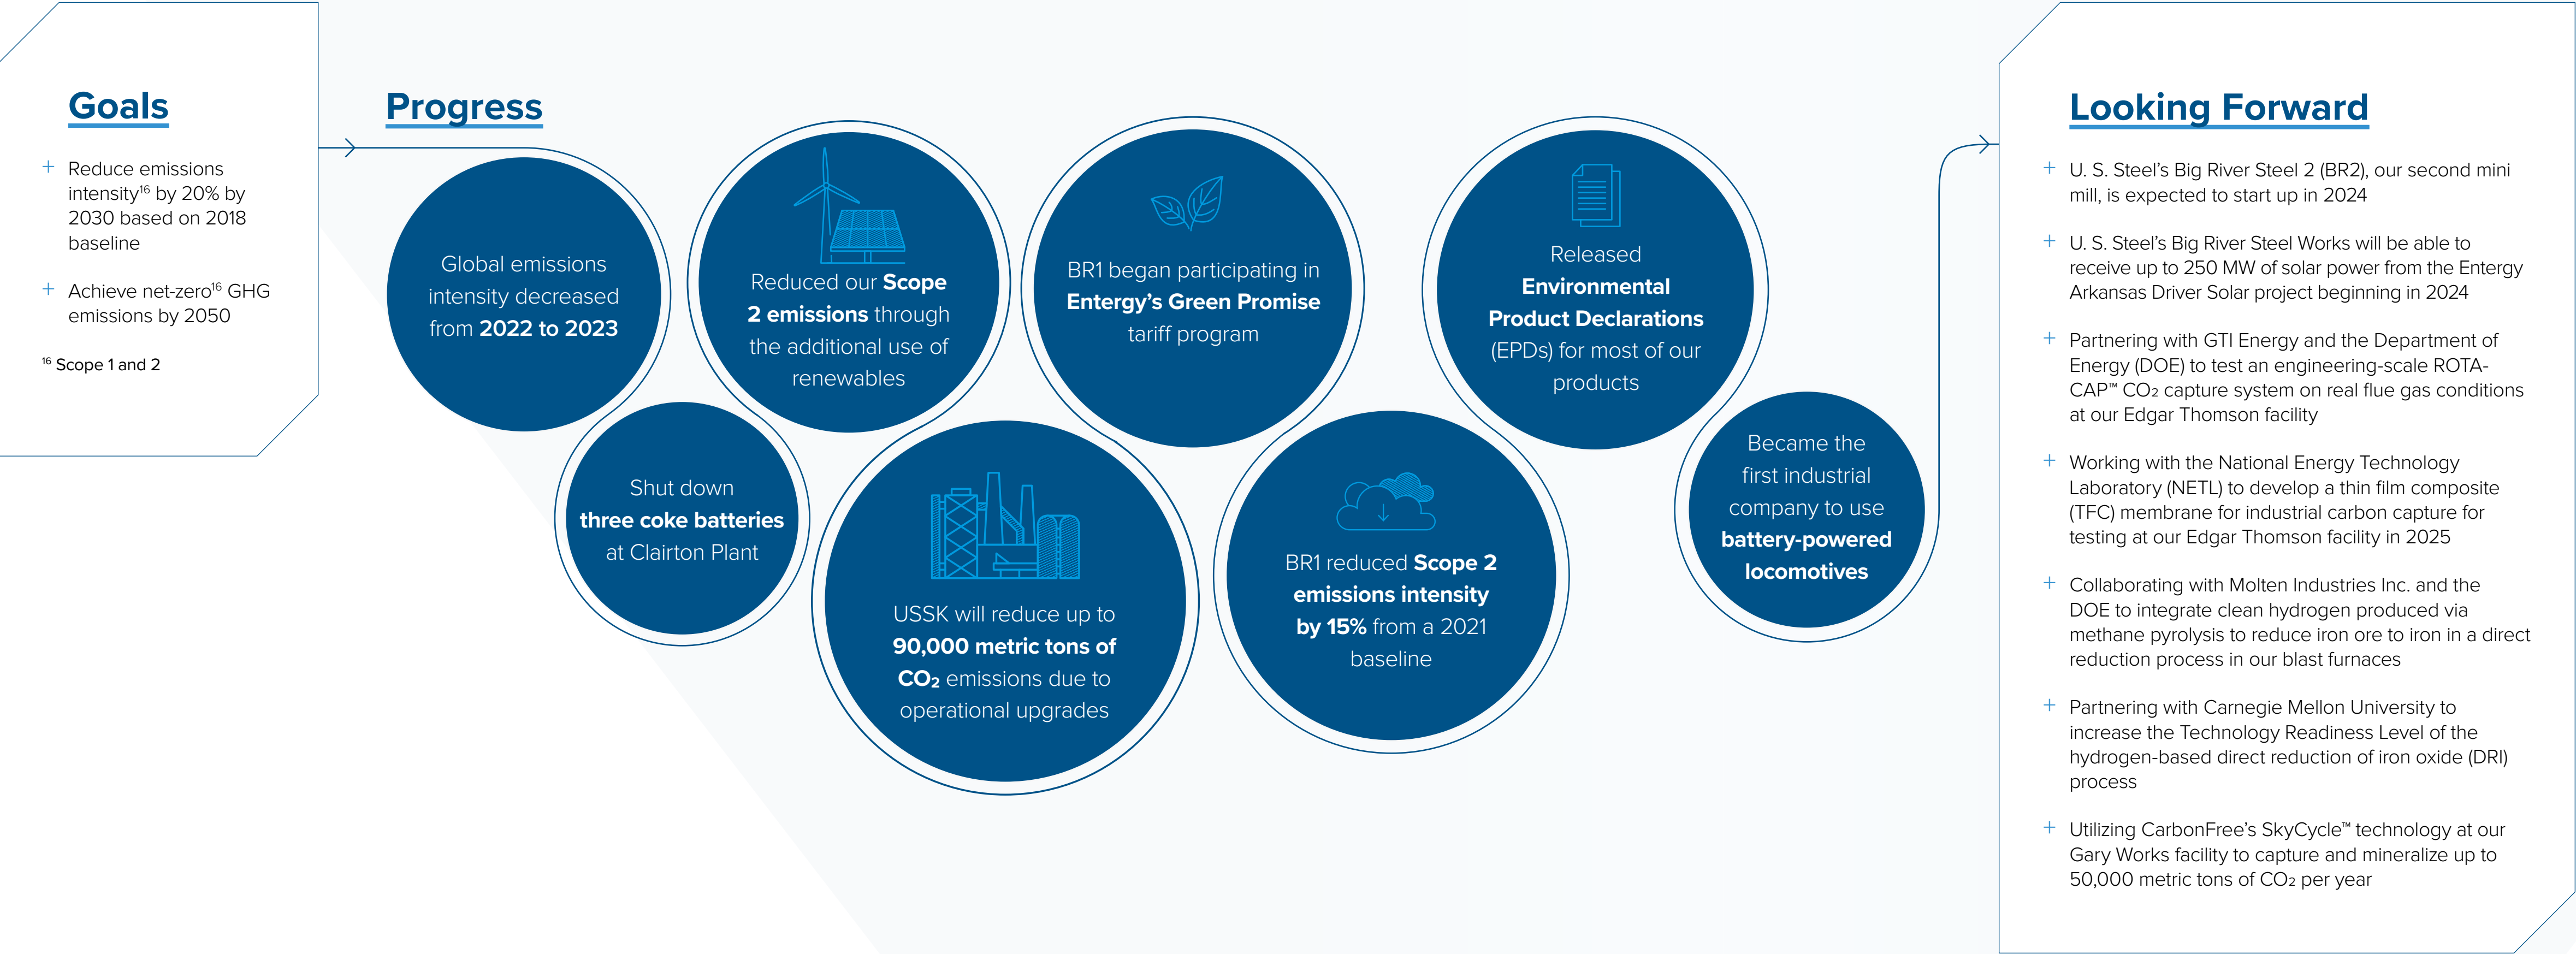 Goals
+ Reduce emissions
intensity¹⁶ by 20% by
2030 based on 2018
baseline
+ Achieve net-zero¹⁶ GHG
emissions by 2050
¹⁶ Scope 1 and 2
Progress
Global emissions
intensity decreased
from 2022 to 2023
Shut down
three coke batteries
at Clairton Plant
Reduced our Scope
2 emissions through
the additional use of
renewables
USSK will reduce up to
90,000 metric tons of
CO₂ emissions due to
operational upgrades
BR1 began participating in
Entergy’s Green Promise
tariff program
BR1 reduced Scope 2
emissions intensity
by 15% from a 2021
baseline
Released
Environmental
Product Declarations
(EPDs) for most of our
products
Became the
first industrial
company to use
battery-powered
locomotives
Looking Forward
+ U. S. Steel’s Big River Steel 2 (BR2), our second mini
mill, is expected to start up in 2024
+ U. S. Steel’s Big River Steel Works will be able to
receive up to 250 MW of solar power from the Entergy
Arkansas Driver Solar project beginning in 2024
+ Partnering with GTI Energy and the Department of
Energy (DOE) to test an engineering-scale ROTA-
CAP™ CO₂ capture system on real flue gas conditions
at our Edgar Thomson facility
+ Working with the National Energy Technology
Laboratory (NETL) to develop a thin film composite
(TFC) membrane for industrial carbon capture for
testing at our Edgar Thomson facility in 2025
+ Collaborating with Molten Industries Inc. and the
DOE to integrate clean hydrogen produced via
methane pyrolysis to reduce iron ore to iron in a direct
reduction process in our blast furnaces
+ Partnering with Carnegie Mellon University to
increase the Technology Readiness Level of the
hydrogen-based direct reduction of iron oxide (DRI)
process
+ Utilizing CarbonFree’s SkyCycle™ technology at our
Gary Works facility to capture and mineralize up to
50,000 metric tons of CO₂ per year